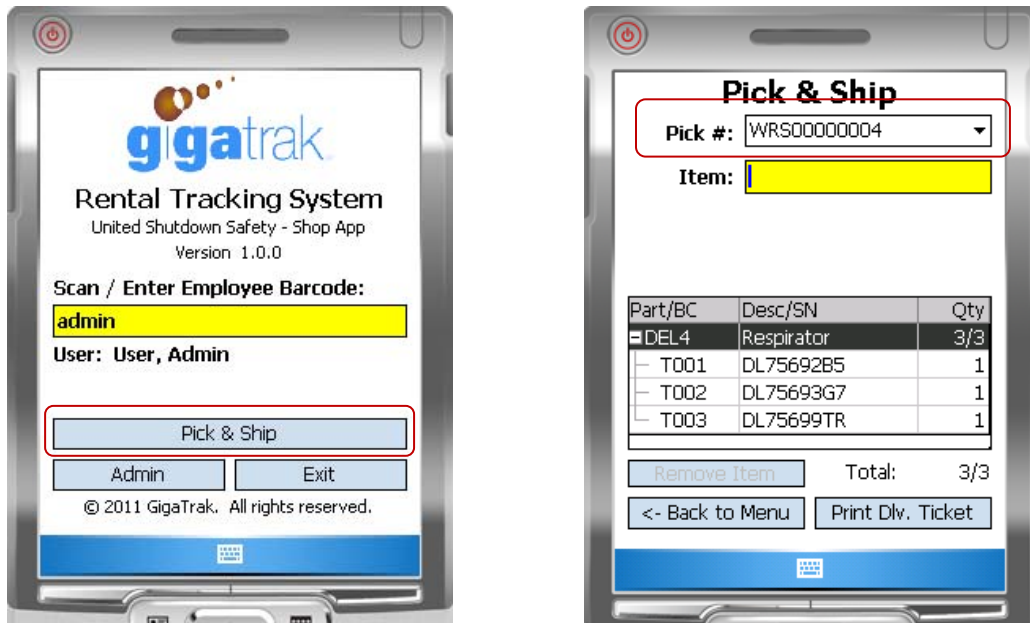 gigatrak
Rental Tracking System
United Shutdown Safety - Shop App
Version 1.0.0
Scan / Enter Employee Barcode:
admin
User: User, Admin
Pick & Ship
Admin Exit
© 2011 GigaTrak. All rights reserved.
Pick & Ship
Pick #: WRS00000004
Item:
Part/BC Desc/SN Qty
DEL4 Respirator 3/3
T001 DL75692B5 1
T002 DL75693G7 1
T003 DL75699TR 1
Remove Item Total: 3/3
<- Back to Menu Print Dlv. Ticket